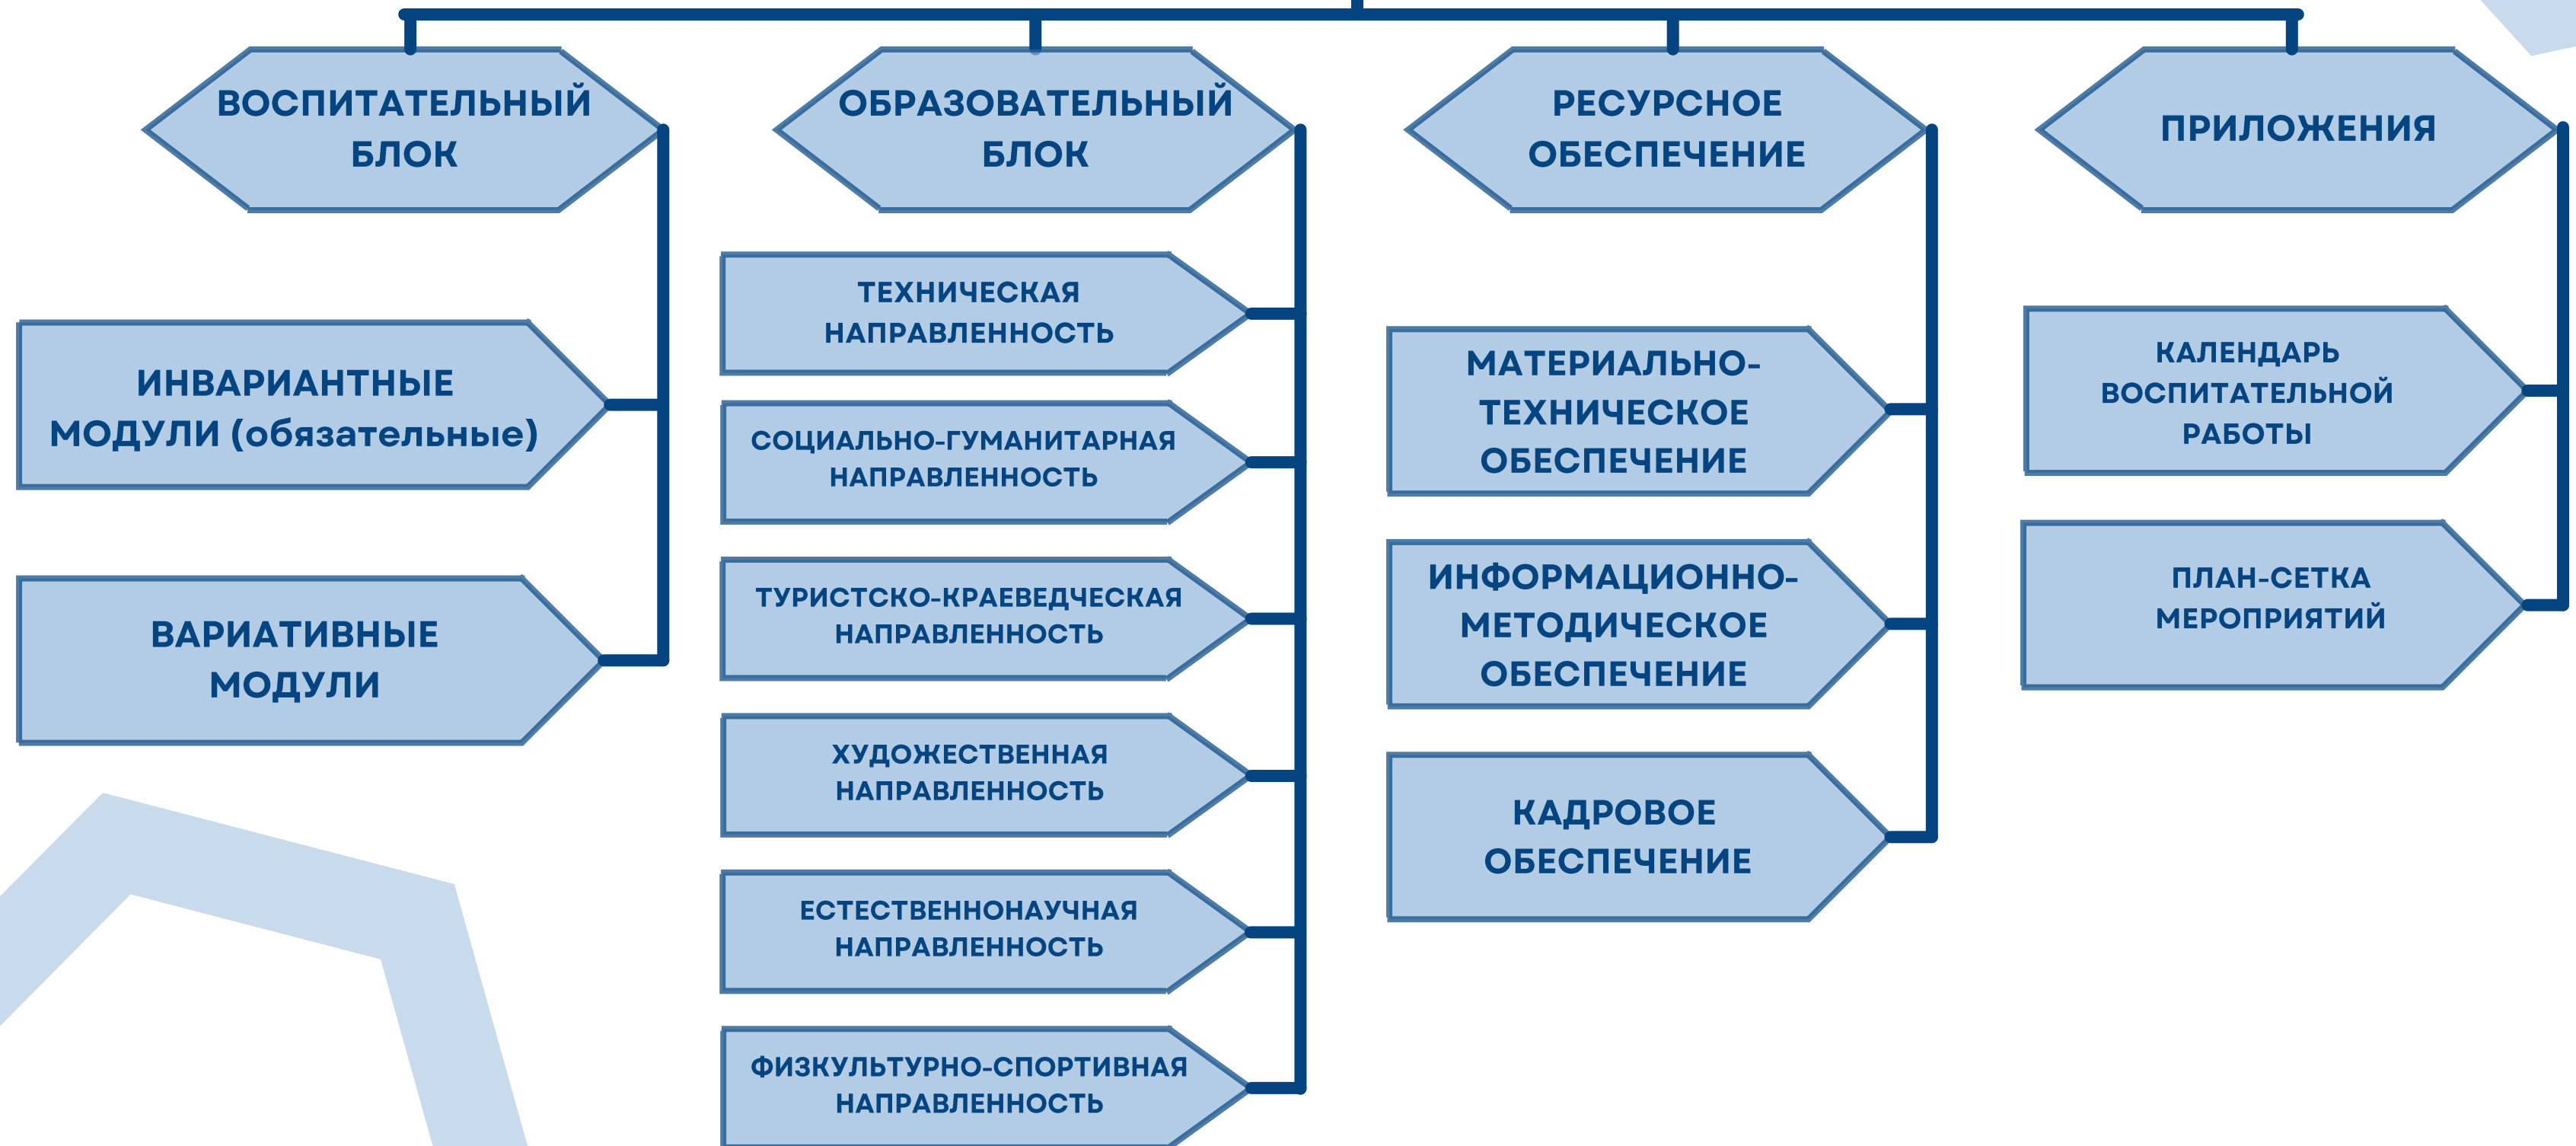 ВОСПИТАТЕЛЬНЫЙ
БЛОК
ИНВАРИАНТНЫЕ
МОДУЛИ (обязательные)
ВАРИАТИВНЫЕ
МОДУЛИ
ОБРАЗОВАТЕЛЬНЫЙ
БЛОК
ТЕХНИЧЕСКАЯ
НАПРАВЛЕННОСТЬ
СОЦИАЛЬНО-ГУМАНИТАРНАЯ
НАПРАВЛЕННОСТЬ
ТУРИСТСКО-КРАЕВЕДЧЕСКАЯ
НАПРАВЛЕННОСТЬ
ХУДОЖЕСТВЕННАЯ
НАПРАВЛЕННОСТЬ
ЕСТЕСТВЕННОНАУЧНАЯ
НАПРАВЛЕННОСТЬ
ФИЗКУЛЬТУРНО-СПОРТИВНАЯ
НАПРАВЛЕННОСТЬ
РЕСУРСНОЕ
ОБЕСПЕЧЕНИЕ
МАТЕРИАЛЬНО-
ТЕХНИЧЕСКОЕ
ОБЕСПЕЧЕНИЕ
ИНФОРМАЦИОННО-
МЕТОДИЧЕСКОЕ
ОБЕСПЕЧЕНИЕ
КАДРОВОЕ
ОБЕСПЕЧЕНИЕ
ПРИЛОЖЕНИЯ
КАЛЕНДАРЬ
ВОСПИТАТЕЛЬНОЙ
РАБОТЫ
ПЛАН-СЕТКА
МЕРОПРИЯТИЙ